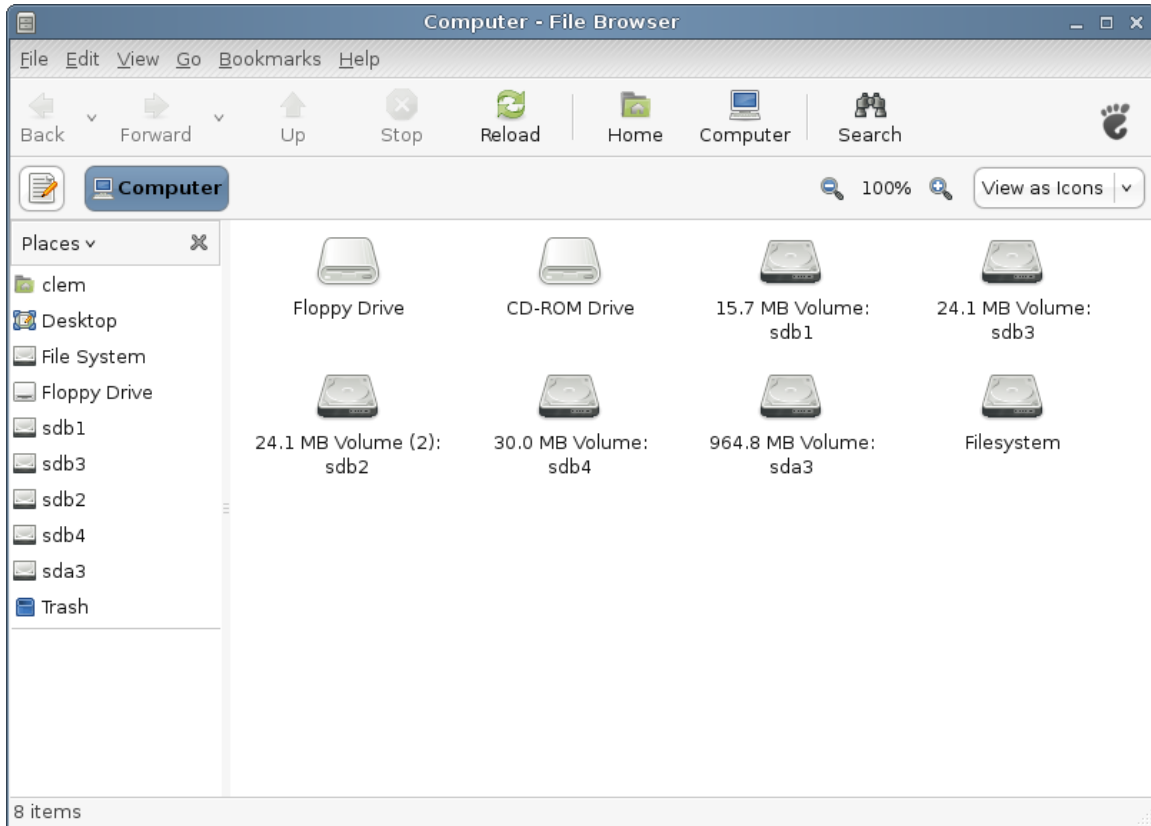 Computer - File Browser
File Edit View Go Bookmarks Help
Back Forward Up Stop Reload Home Computer Search
Computer 100% View as Icons
Places
clem
Desktop
File System
Floppy Drive
sdb1
sdb3
sdb2
sdb4
sda3
Trash
Floppy Drive
CD-ROM Drive
15.7 MB Volume:
sdb1
24.1 MB Volume:
sdb3
24.1 MB Volume (2):
sdb2
30.0 MB Volume:
sdb4
964.8 MB Volume:
sda3
Filesystem
8 items